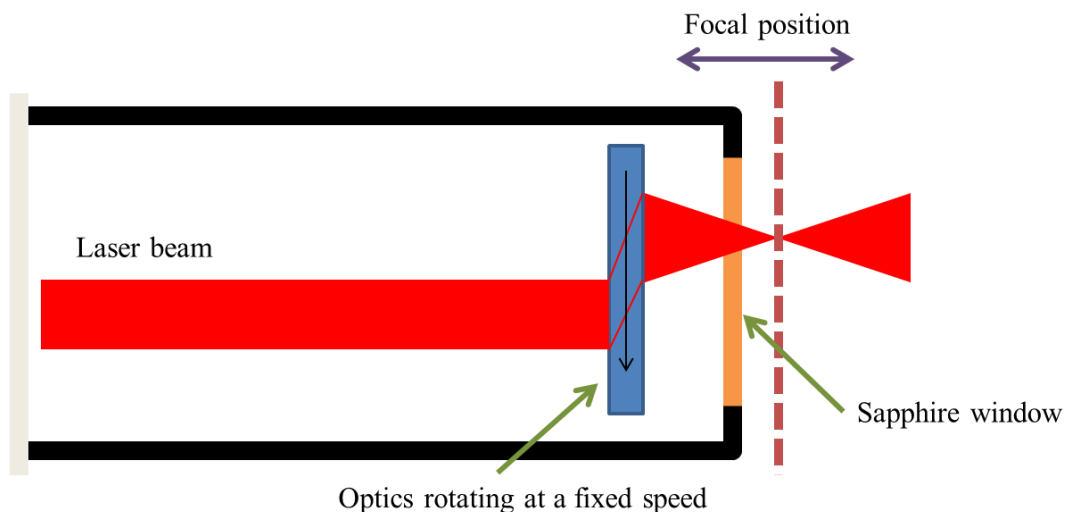 Focal position
Laser beam
Sapphire window
Optics rotating at a fixed speed